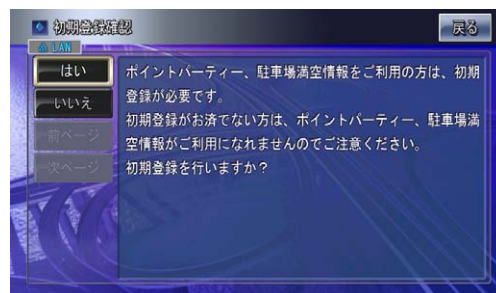 初期登録確認
戻る
LAN
はい
いいえ
前ページ
次ページ
ポイントパーティー、駐車場満空情報をご利用の方は、初期
登録が必要です。
初期登録がお済でない方は、ポイントパーティー、駐車場満
空情報がご利用になれませんのでご注意ください。
初期登録を行いますか？